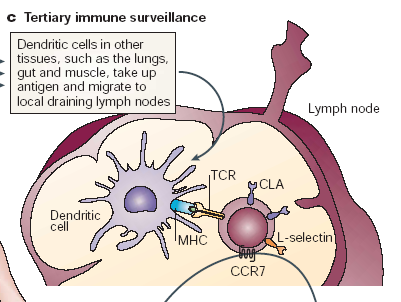 c Tertiary immune surveillance
Dendritic cells in other
tissues, such as the lungs,
gut and muscle, take up
antigen and migrate to
local draining lymph nodes
Lymph node
TCR
CLA
Dendritic
cell
MHC
L-selectin
CCR7